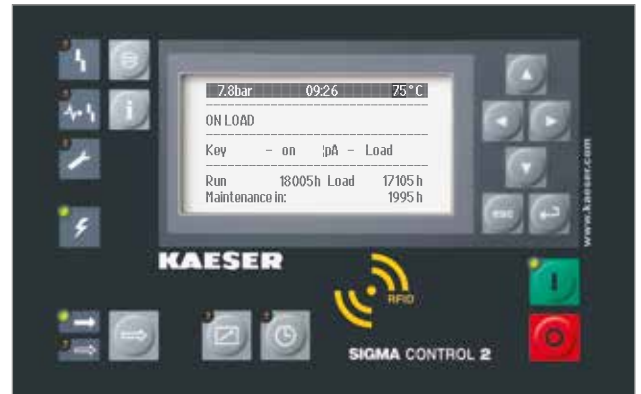 7.8bar 09:26 75°C
ON LOAD
Key - on ¦pA - Load
Run 18005h Load 17105 h
Maintenance in: 1995 h
esc
www.kaeser.com
KAESER
RFID
I
O
SIGMA CONTROL 2